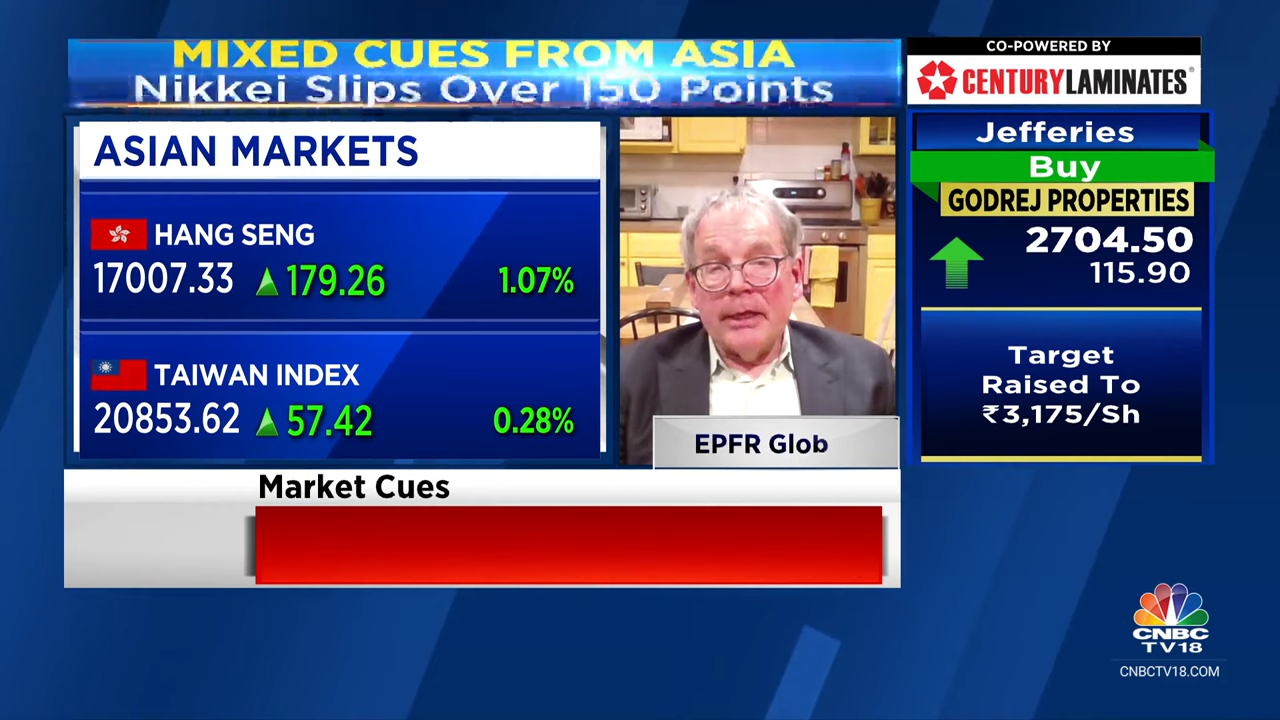 MIXED CUES FROM ASIA
Nikkei Slips Over 150 Points
CO-POWERED BY
CENTURYLAMINATES®
ASIAN MARKETS
HANG SENG
17007.33 179.26 1.07%
TAIWAN INDEX
20853.62 57.42 0.28%
EPFR Glob
Market Cues
Jefferies
Buy
GODREJ PROPERTIES
2704.50
115.90
Target
Raised To
₹3,175/Sh
CNBC
TV18
CNBCTV18.COM